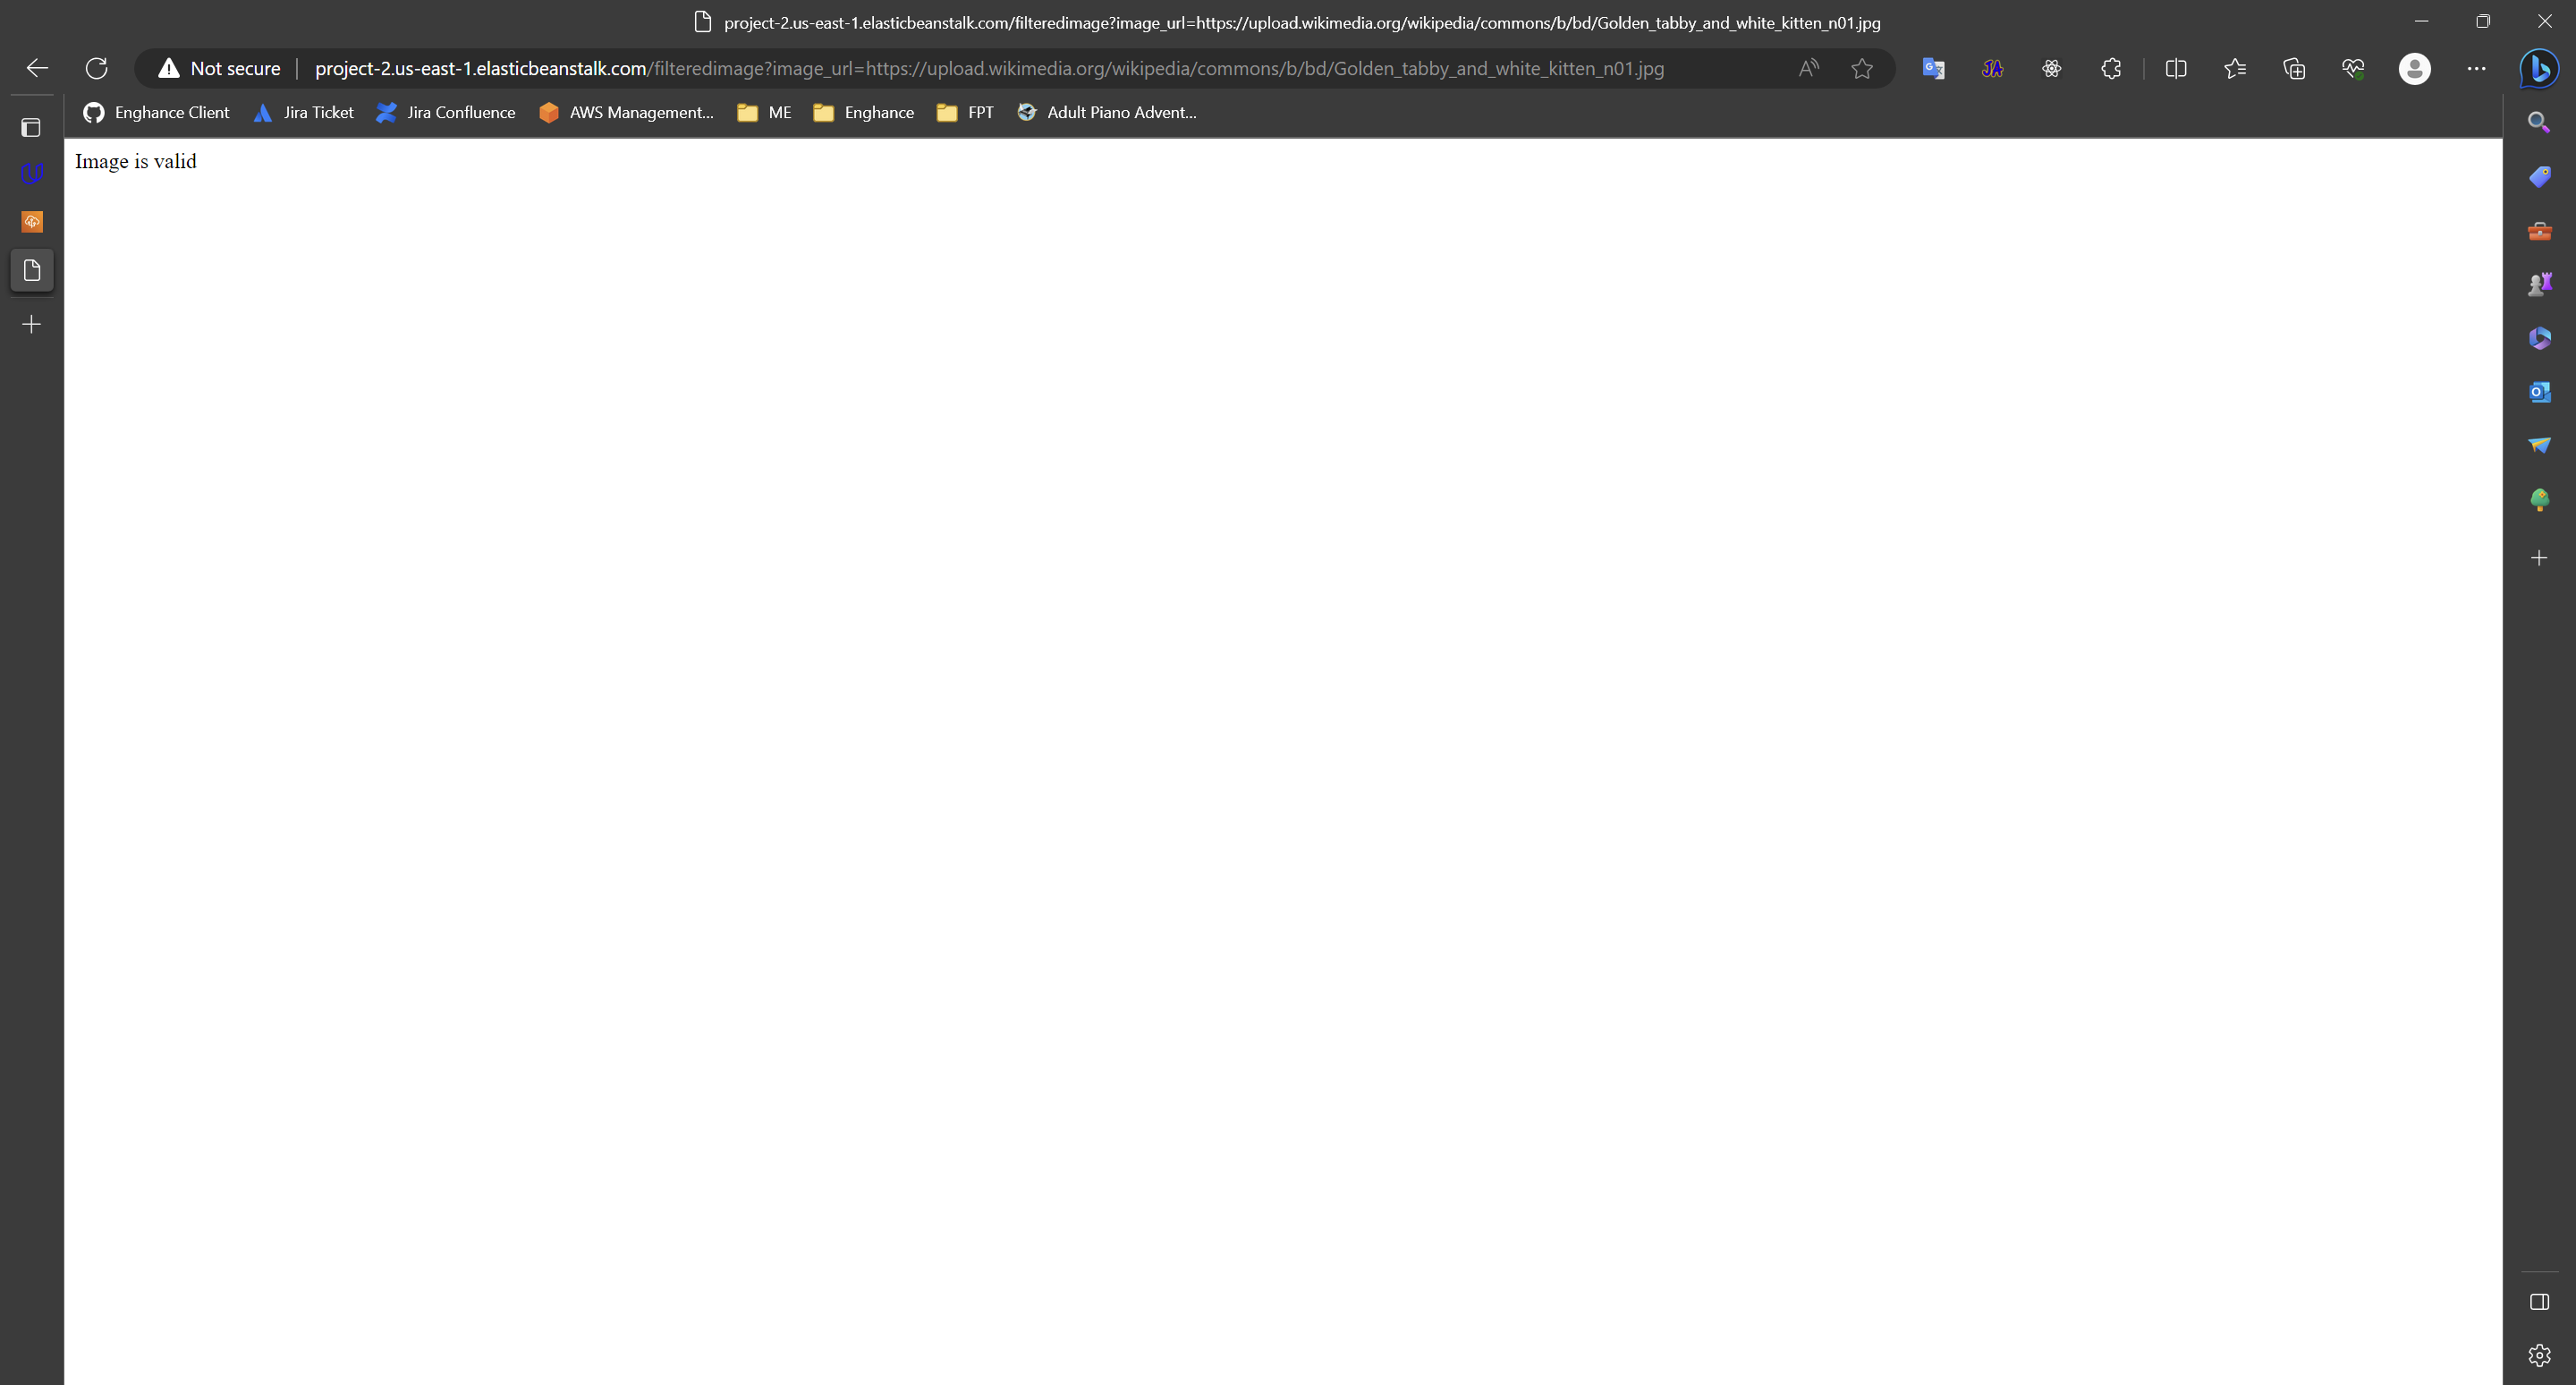 project-2.us-east-1.elasticbeanstalk.com/filteredimage?image_url=https://upload.wikimedia.org/wikipedia/commons/b/bd/Golden_tabby_and_white_kitten_n01.jpg
Not secure project-2.us-east-1.elasticbeanstalk.com/filteredimage?image_url=https://upload.wikimedia.org/wikipedia/commons/b/bd/Golden_tabby_and_white_kitten_n01.jpg
Enghance Client Jira Ticket Jira Confluence AWS Management... ME Enghance FPT Adult Piano Advent...
Image is valid